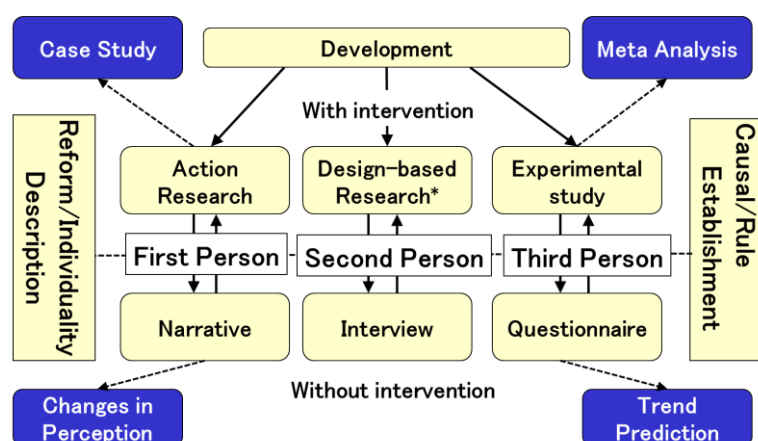 Case Study
Development
Meta Analysis
With intervention
Reform/Individuality
Description
Action
Research
Design-based
Research*
Experimental
study
Causal/Rule
Establishment
First Person
Second Person
Third Person
Narrative
Interview
Questionnaire
Without intervention
Changes in
Perception
Trend
Prediction